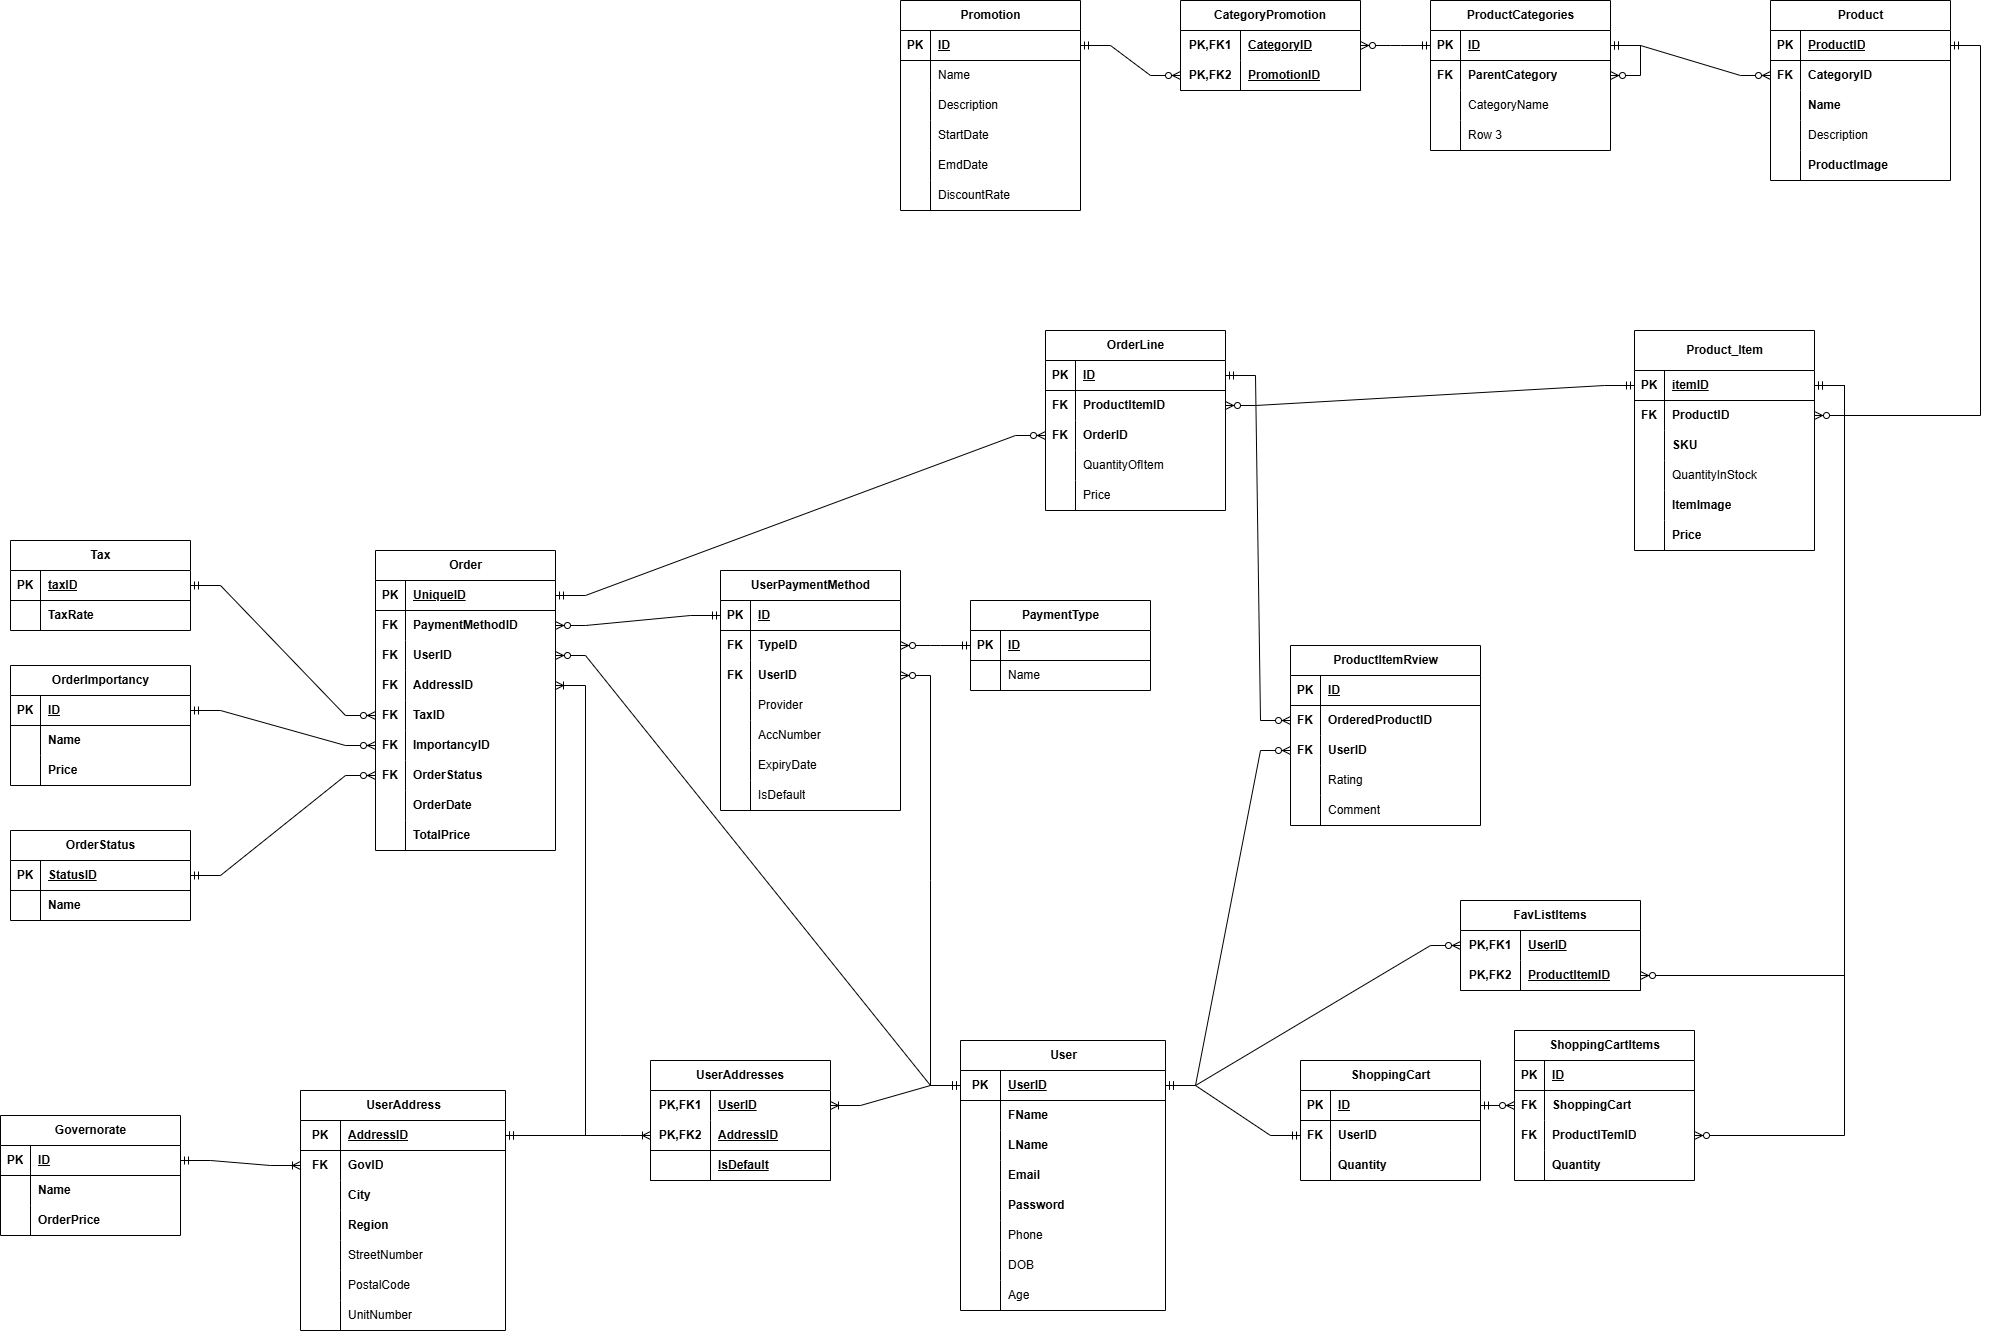 Promotion
PK ID
Name
Description
StartDate
EmdDate
DiscountRate
CategoryPromotion
PK,FK1 CategoryID
PK,FK2 PromotionID
ProductCategories
PK ID
FK ParentCategory
CategoryName
Row 3
Product
PK ProductID
FK CategoryID
Name
Description
ProductImage
OrderLine
PK ID
FK ProductItemID
FK OrderID
QuantityOfItem
Price
Product_Item
PK itemID
FK ProductID
SKU
QuantityInStock
ItemImage
Price
Tax
PK taxID
TaxRate
Order
PK UniqueID
FK PaymentMethodID
FK UserID
FK AddressID
FK TaxID
FK ImportancyID
FK OrderStatus
OrderDate
TotalPrice
UserPaymentMethod
PK ID
FK TypeID
FK UserID
Provider
AccNumber
ExpiryDate
IsDefault
PaymentType
PK ID
Name
ProductItemRview
PK ID
FK OrderedProductID
FK UserID
Rating
Comment
OrderImportancy
PK ID
Name
Price
OrderStatus
PK StatusID
Name
FavListItems
PK,FK1 UserID
PK,FK2 ProductItemID
Governorate
PK ID
Name
OrderPrice
UserAddress
PK AddressID
FK GovID
City
Region
StreetNumber
PostalCode
UnitNumber
UserAddresses
PK,FK1 UserID
PK,FK2 AddressID
IsDefault
User
PK UserID
FName
LName
Email
Password
Phone
DOB
Age
ShoppingCart
PK ID
FK UserID
Quantity
ShoppingCartItems
PK ID
FK ShoppingCart
FK ProductITemID
Quantity